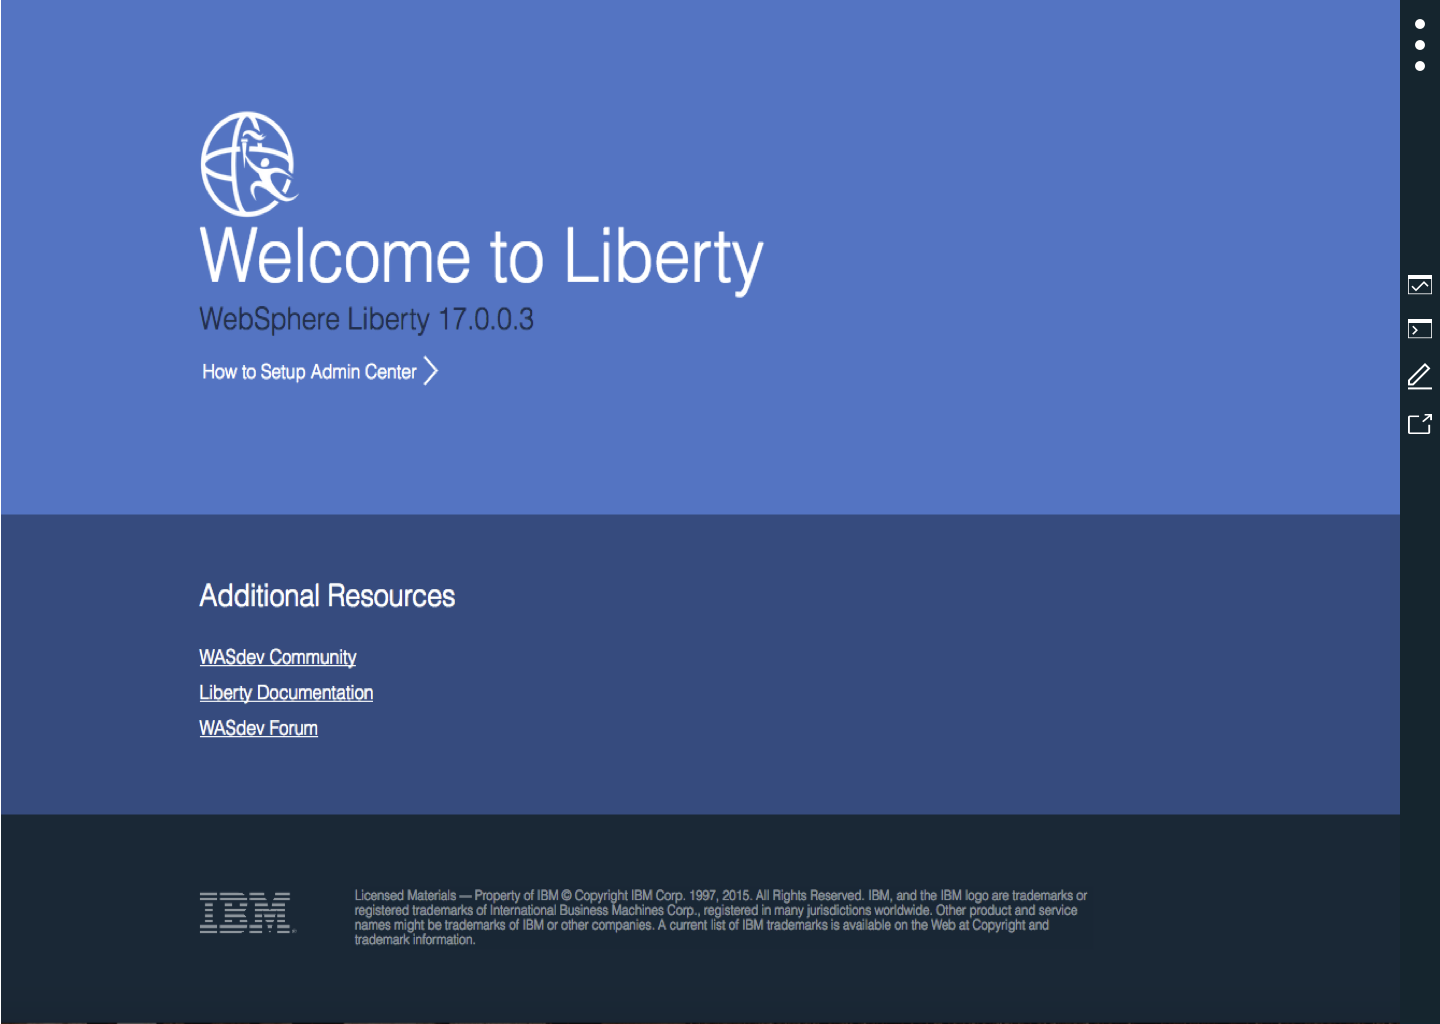 Welcome to Liberty
WebSphere Liberty 17.0.0.3
How to Setup Admin Center
Additional Resources
WASdev Community
Liberty Documentation
WASdev Forum
IBM®
Licensed Materials — Property of IBM © Copyright IBM Corp. 1997, 2015. All Rights Reserved. IBM, and the IBM logo are trademarks or
registered trademarks of International Business Machines Corp., registered in many jurisdictions worldwide. Other product and service
names might be trademarks of IBM or other companies. A current list of IBM trademarks is available on the Web at Copyright and
trademark information.